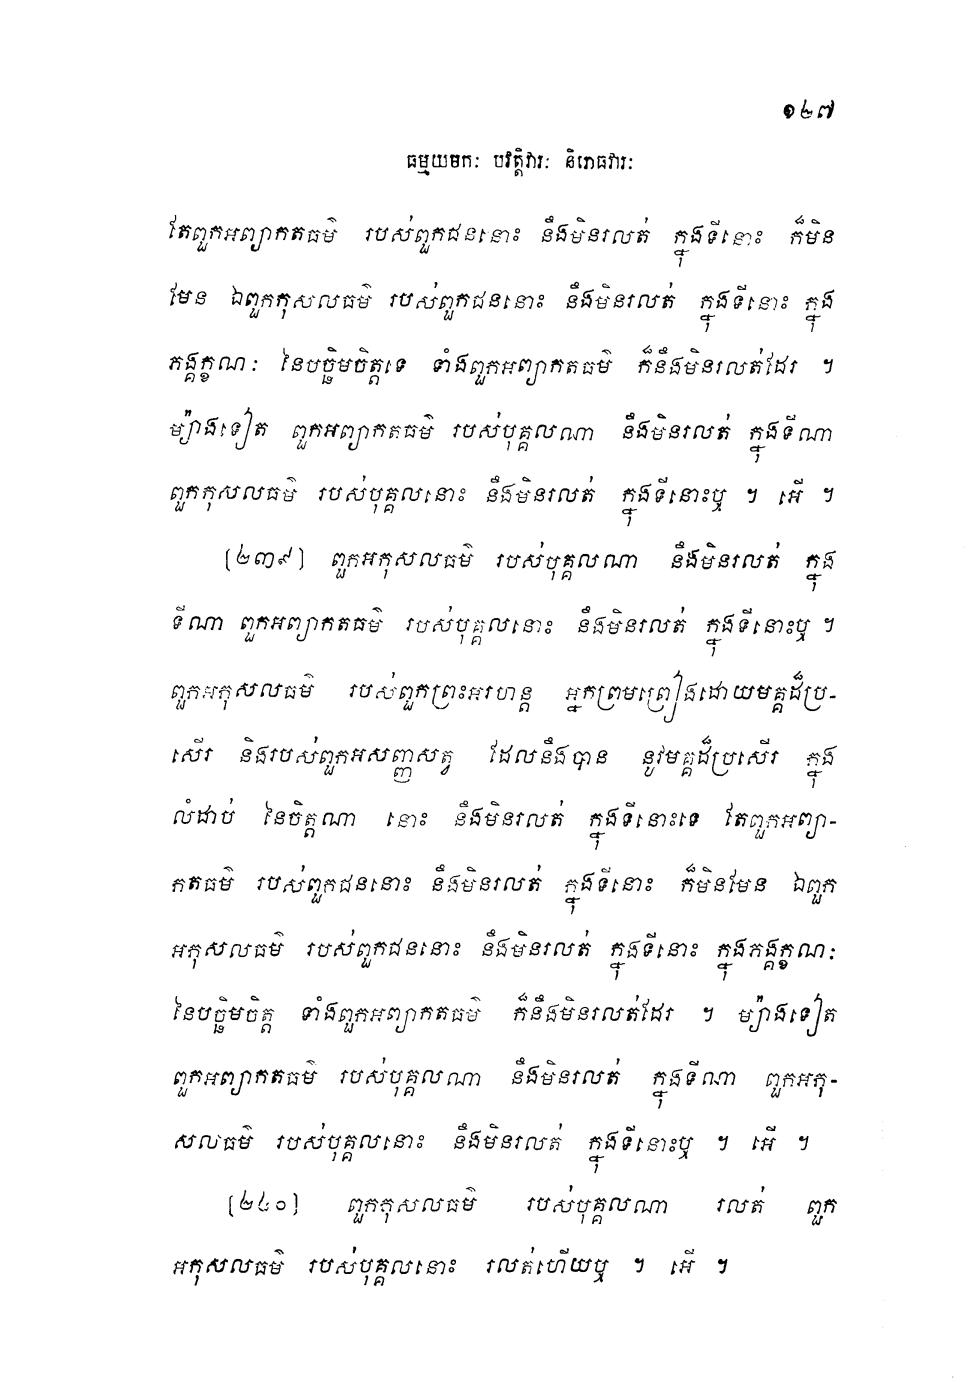 ១២៧
ធម្មយមកៈ បវត្តិវារៈ និរោធវារៈ
តែពួកអព្យាកតធម៌ របស់ពួកជននោះ នឹងមិនរលត់ ក្នុងទីនោះ ក៏មិន
មែន ឯពួកកុសលធម៌ របស់ពួកជននោះ នឹងមិនរលត់ ក្នុងទីនោះ ក្នុង
ភង្គក្ខណៈ នៃបច្ឆិមចិត្តទេ ទាំងពួកអព្យាកតធម៌ ក៏នឹងមិនរលត់ដែរ ។
ម្យ៉ាងទៀត ពួកអព្យាកតធម៌ របស់បុគ្គលណា នឹងមិនរលត់ ក្នុងទីណា
ពួកកុសលធម៌ របស់បុគ្គលនោះ នឹងមិនរលត់ ក្នុងទីនោះឬ ។ អើ ។
[២៣៩] ពួកអកុសលធម៌ របស់បុគ្គលណា នឹងមិនរលត់ ក្នុង
ទីណា ពួកអព្យាកតធម៌ របស់បុគ្គលនោះ នឹងមិនរលត់ ក្នុងទីនោះឬ ។
ពួកអកុសលធម៌ របស់ពួកព្រះអរហន្ត អ្នកព្រមព្រៀងដោយមគ្គដ៏ប្រ-
សើរ និងរបស់ពួកអសញ្ញសត្វ ដែលនឹងបាន នូវមគ្គដ៏ប្រសើរ ក្នុង
លំដាប់ នៃចិត្តណា នោះ នឹងមិនរលត់ ក្នុងទីនោះទេ តែពួកអព្យា-
កតធម៌ របស់ពួកជននោះ នឹងមិនរលត់ ក្នុងទីនោះ ក៏មិនមែន ឯពួក
អកុសលធម៌ របស់ពួកជននោះ នឹងមិនរលត់ ក្នុងទីនោះ ក្នុងភង្គក្ខណៈ
នៃបច្ឆិមចិត្ត ទាំងពួកអព្យាកតធម៌ ក៏នឹងមិនរលត់ដែរ ។ ម្យ៉ាងទៀត
ពួកអព្យាកតធម៌ របស់បុគ្គលណា នឹងមិនរលត់ ក្នុងទីណា ពួកអកុ-
សលធម៌ របស់បុគ្គលនោះ នឹងមិនរលត់ ក្នុងទីនោះឬ ។ អើ ។
[២៤០] ពួកកុសលធម៌ របស់បុគ្គលណា រលត់ ពួក
អកុសលធម៌ របស់បុគ្គលនោះ រលត់ហើយឬ ។ អើ ។